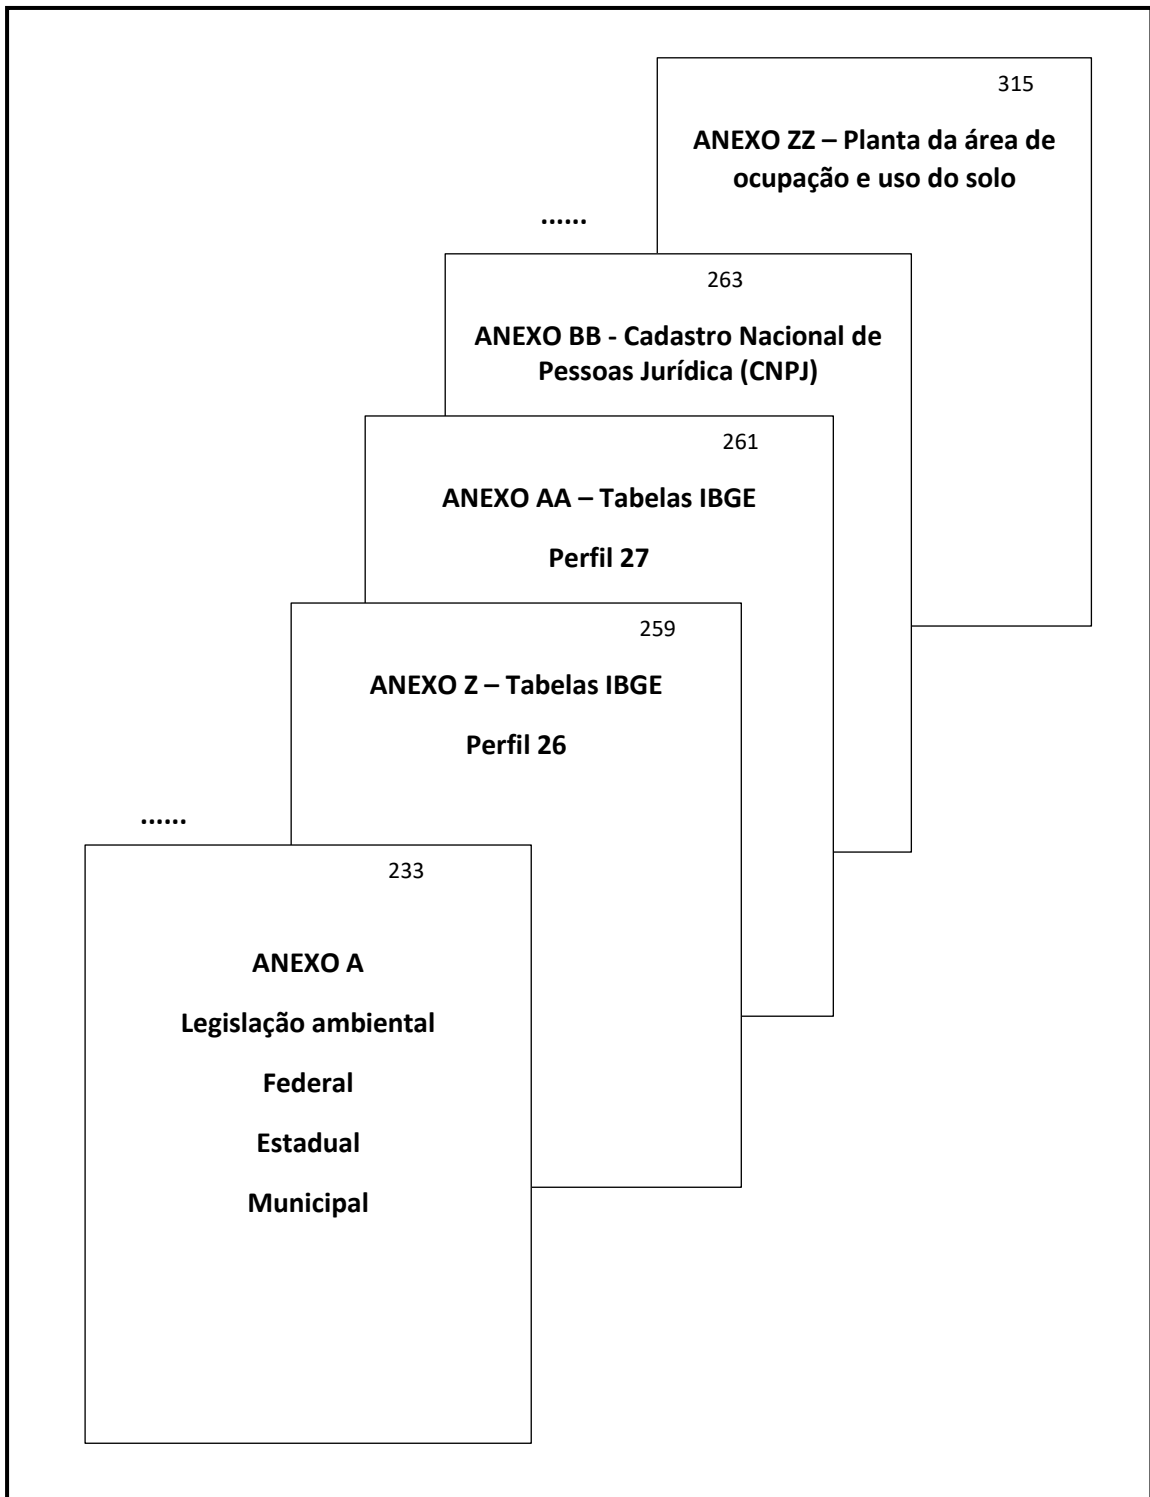 315
ANEXO ZZ – Planta da área de
ocupação e uso do solo
......
263
ANEXO BB - Cadastro Nacional de
Pessoas Jurídica (CNPJ)
261
ANEXO AA – Tabelas IBGE
Perfil 27
259
ANEXO Z – Tabelas IBGE
Perfil 26
......
233
ANEXO A
Legislação ambiental
Federal
Estadual
Municipal